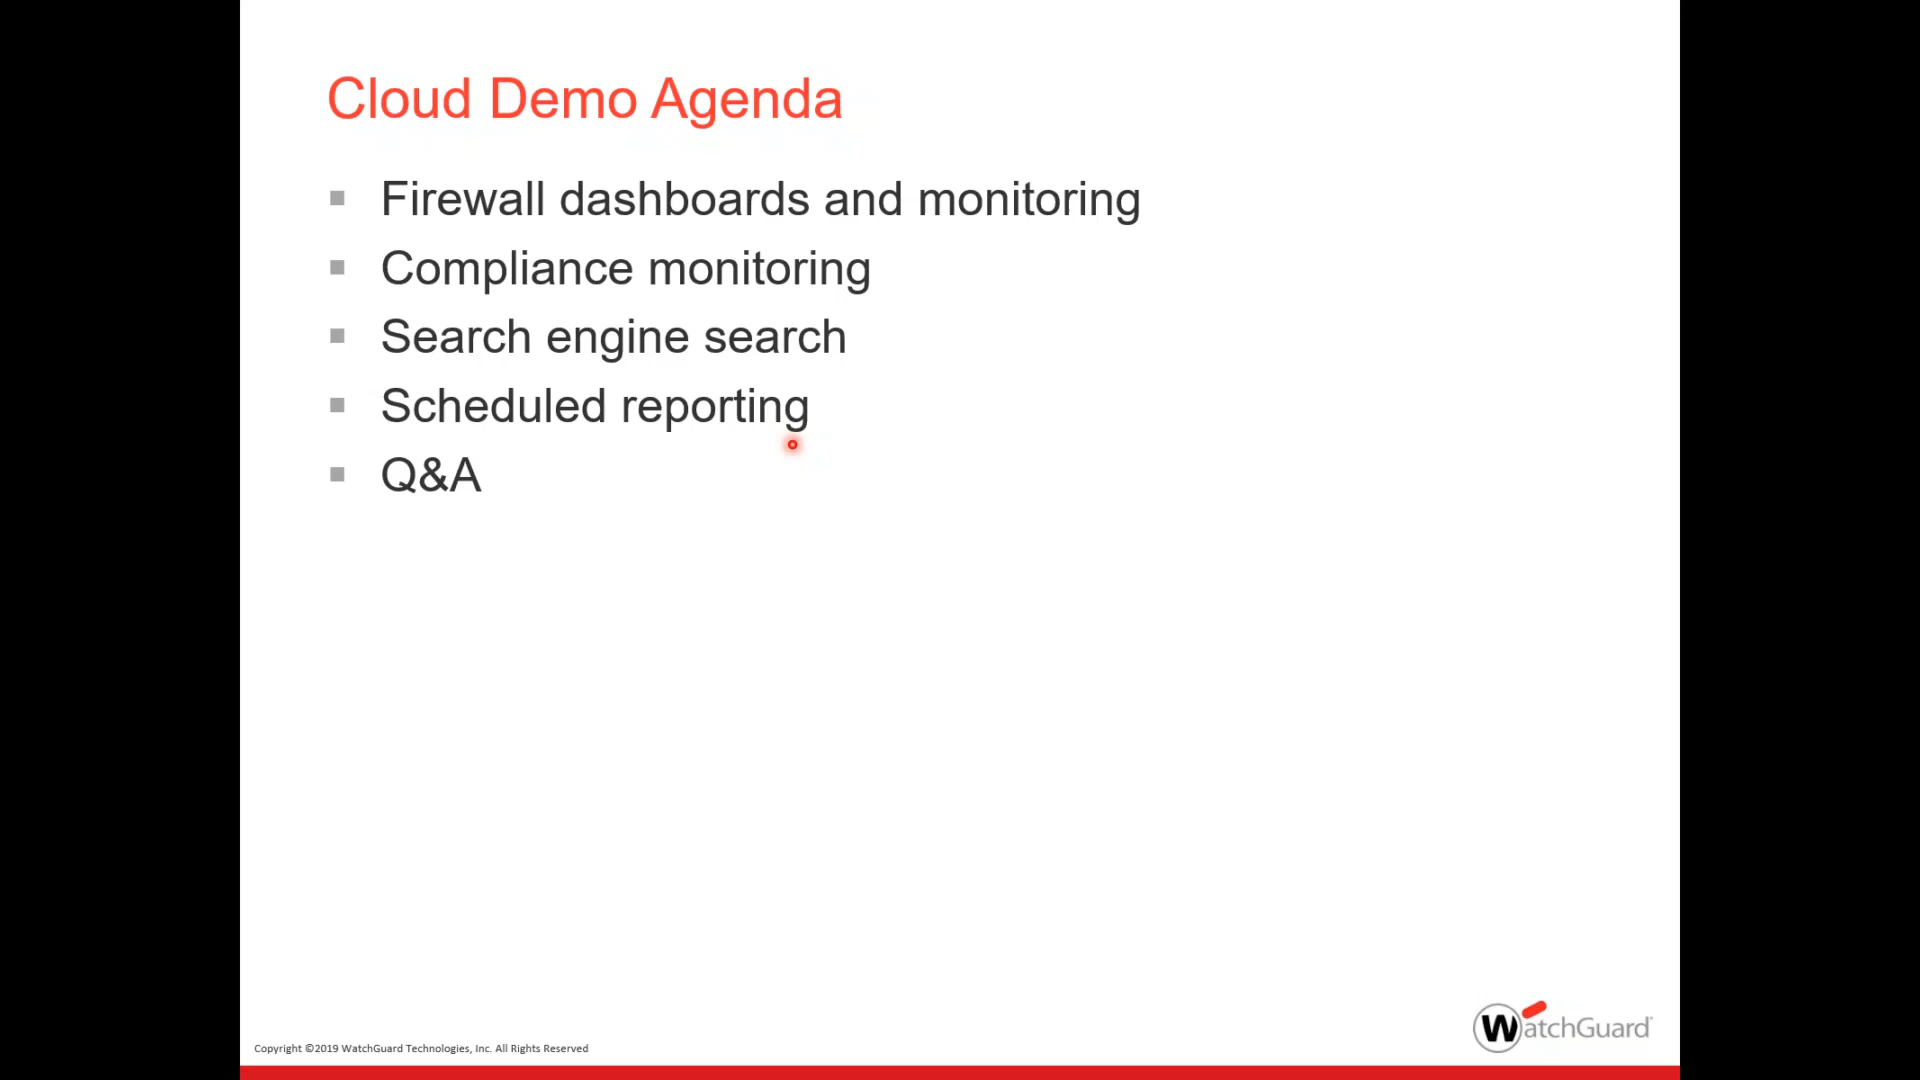 Cloud Demo Agenda
Firewall dashboards and monitoring
Compliance monitoring
Search engine search
Scheduled reporting
Q&A
WatchGuard
Copyright ©2019 WatchGuard Technologies, Inc. All Rights Reserved